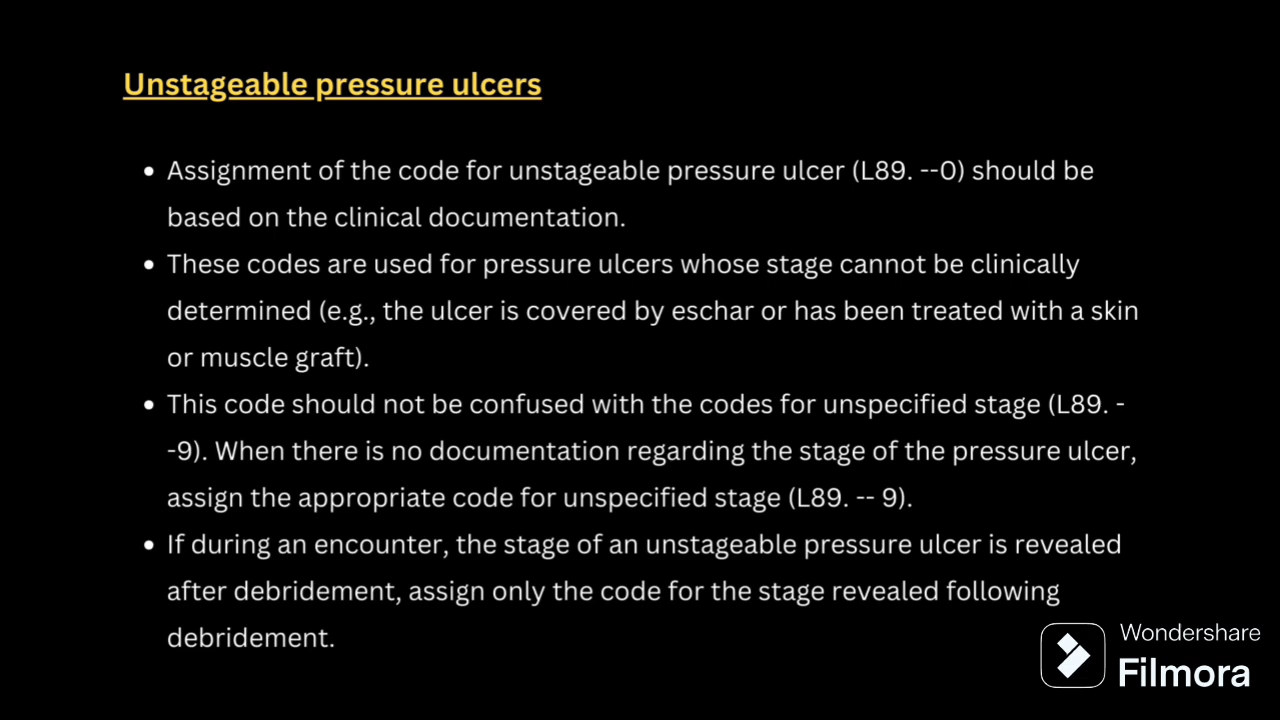 Unstageable pressure ulcers
• Assignment of the code for unstageable pressure ulcer (L89. --0) should be
based on the clinical documentation.
• These codes are used for pressure ulcers whose stage cannot be clinically
determined (e.g., the ulcer is covered by eschar or has been treated with a skin
or muscle graft).
• This code should not be confused with the codes for unspecified stage (L89. -
-9). When there is no documentation regarding the stage of the pressure ulcer,
assign the appropriate code for unspecified stage (L89. -- 9).
• If during an encounter, the stage of an unstageable pressure ulcer is revealed
after debridement, assign only the code for the stage revealed following
debridement.
Wondershare
Filmora